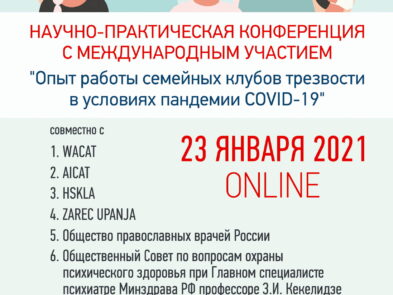 НАУЧНО-ПРАКТИЧЕСКАЯ КОНФЕРЕНЦИЯ
С МЕЖДУНАРОДНЫМ УЧАСТИЕМ
"Опыт работы семейных клубов трезвости
в условиях пандемии COVID-19"
совместно с
23 ЯНВАРЯ 2021
ONLINE
1. WACAT
2. AICAT
3. HSKLA
4. ZAREC UPANJA
5. Общество православных врачей России
6. Общественный Совет по вопросам охраны
психического здоровья при Главном специалисте
психиатре Минздрава РФ профессоре З.И. Кекелидзе